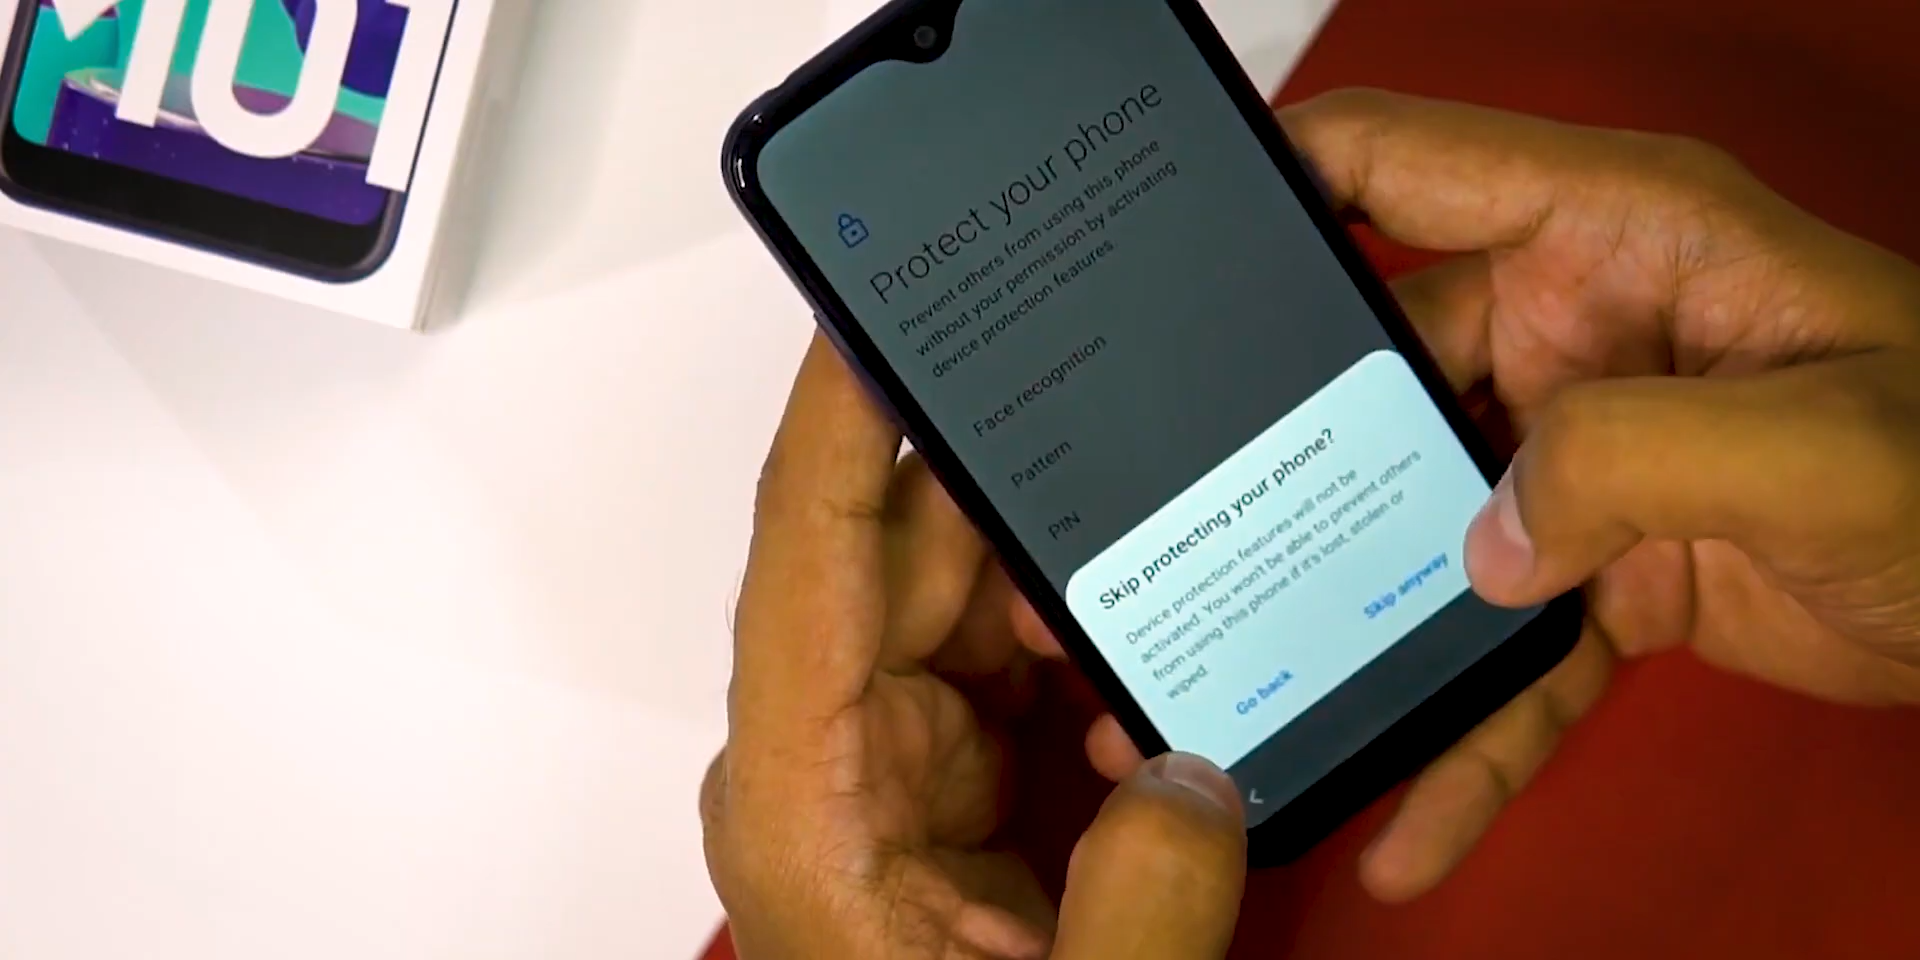 M01
Protect your phone
Prevent others from using this phone
without your permission by activating
device protection features.
Face recognition
Pattern
PIN
Skip protecting your phone?
Device protection features will not be
activated. You won't be able to prevent others
from using this phone if it's lost, stolen or
wiped.
Go back
Skip anyway